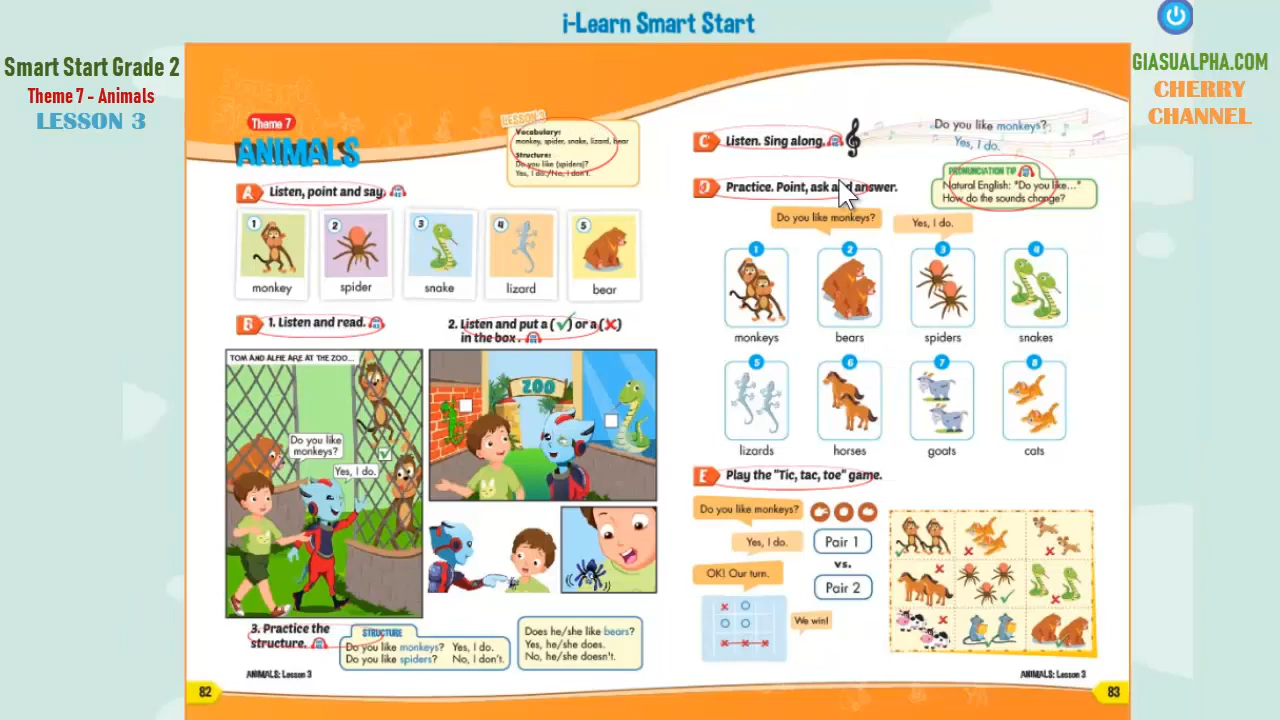 i-Learn Smart Start
Smart Start Grade 2
Theme 7 - Animals
LESSON 3
GIASUALPHA.COM
CHERRY
CHANNEL
Theme 7
ANIMALS
LESSON 3
Vocabulary:
monkey, spider, snake, lizard, bear
Structure:
Do you like (spiders)?
Yes, I do./No, I don't.
A Listen, point and say.
1
2
3
4
5
monkey
spider
snake
lizard
bear
B 1. Listen and read.
2. Listen and put a (✓) or a (✗)
in the box.
TOM AND ALFIE ARE AT THE ZOO...
Do you like
monkeys?
Yes, I do.
ZOO
3. Practice the
structure.
STRUCTURE
Do you like monkeys? Yes, I do.
Do you like spiders? No, I don't.
Does he/she like bears?
Yes, he/she does.
No, he/she doesn't.
ANIMALS: Lesson 3
82
C Listen. Sing along.
Do you like monkeys?
Yes, I do.
D Practice. Point, ask and answer.
PRONUNCIATION TIP
Natural English: "Do you like..."
How do the sounds change?
Do you like monkeys?
Yes, I do.
1
2
3
4
monkeys
bears
spiders
snakes
5
6
7
8
lizards
horses
goats
cats
E Play the "Tic, tac, toe" game.
Do you like monkeys?
Yes, I do.
OK! Our turn.
Pair 1
vs.
Pair 2
We win!
ANIMALS: Lesson 3
83